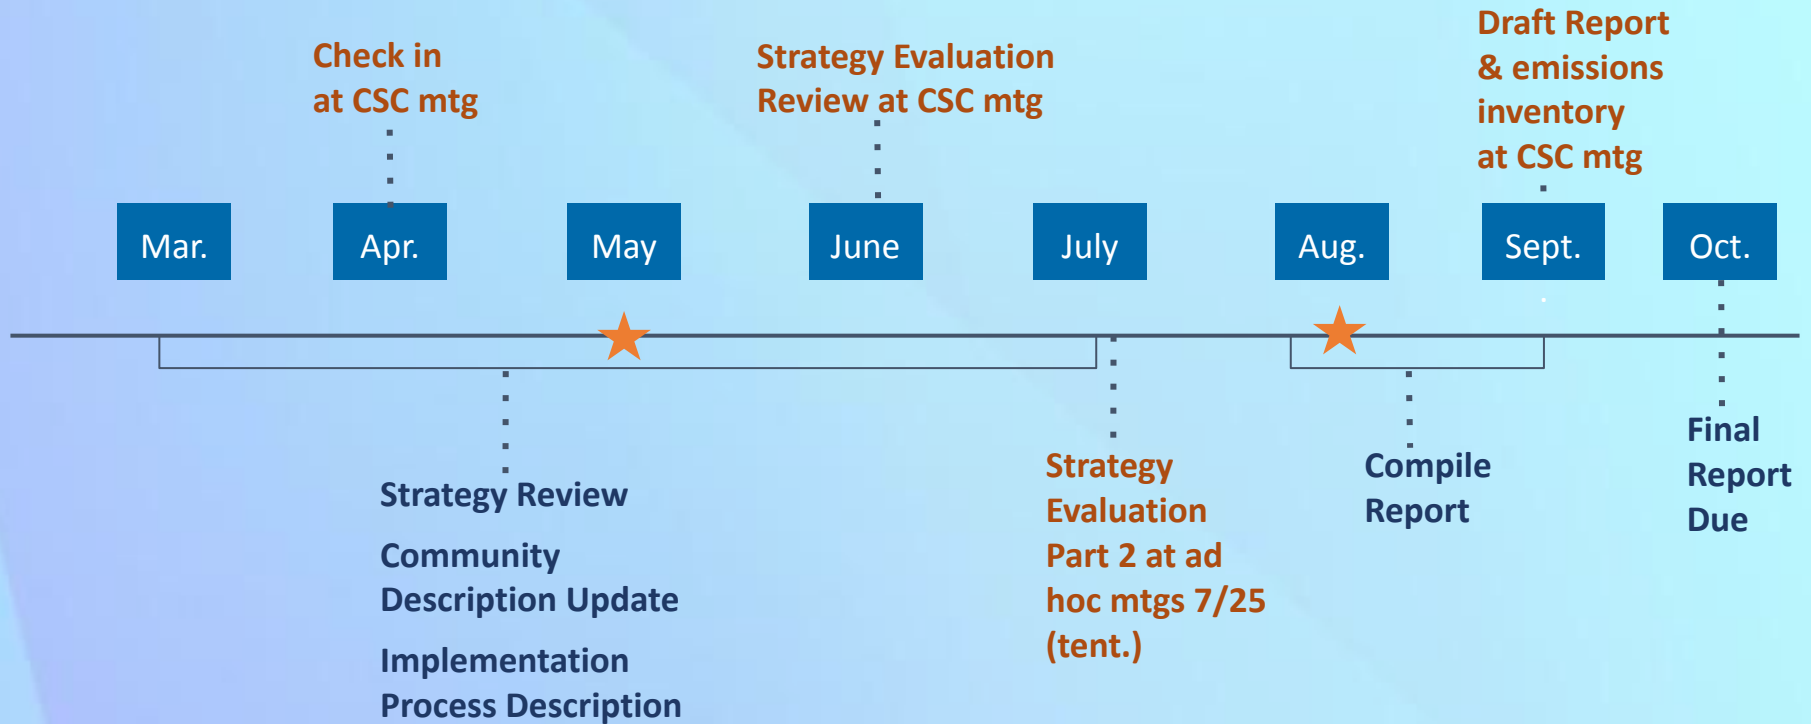 Check in
at CSC mtg
Strategy Evaluation
Review at CSC mtg
Draft Report
& emissions
inventory
at CSC mtg
Mar.
Apr.
May
June
July
Aug.
Sept.
Oct.
Strategy Review
Community
Description Update
Implementation
Process Description
Strategy
Evaluation
Part 2 at ad
hoc mtgs 7/25
(tent.)
Compile
Report
Final
Report
Due